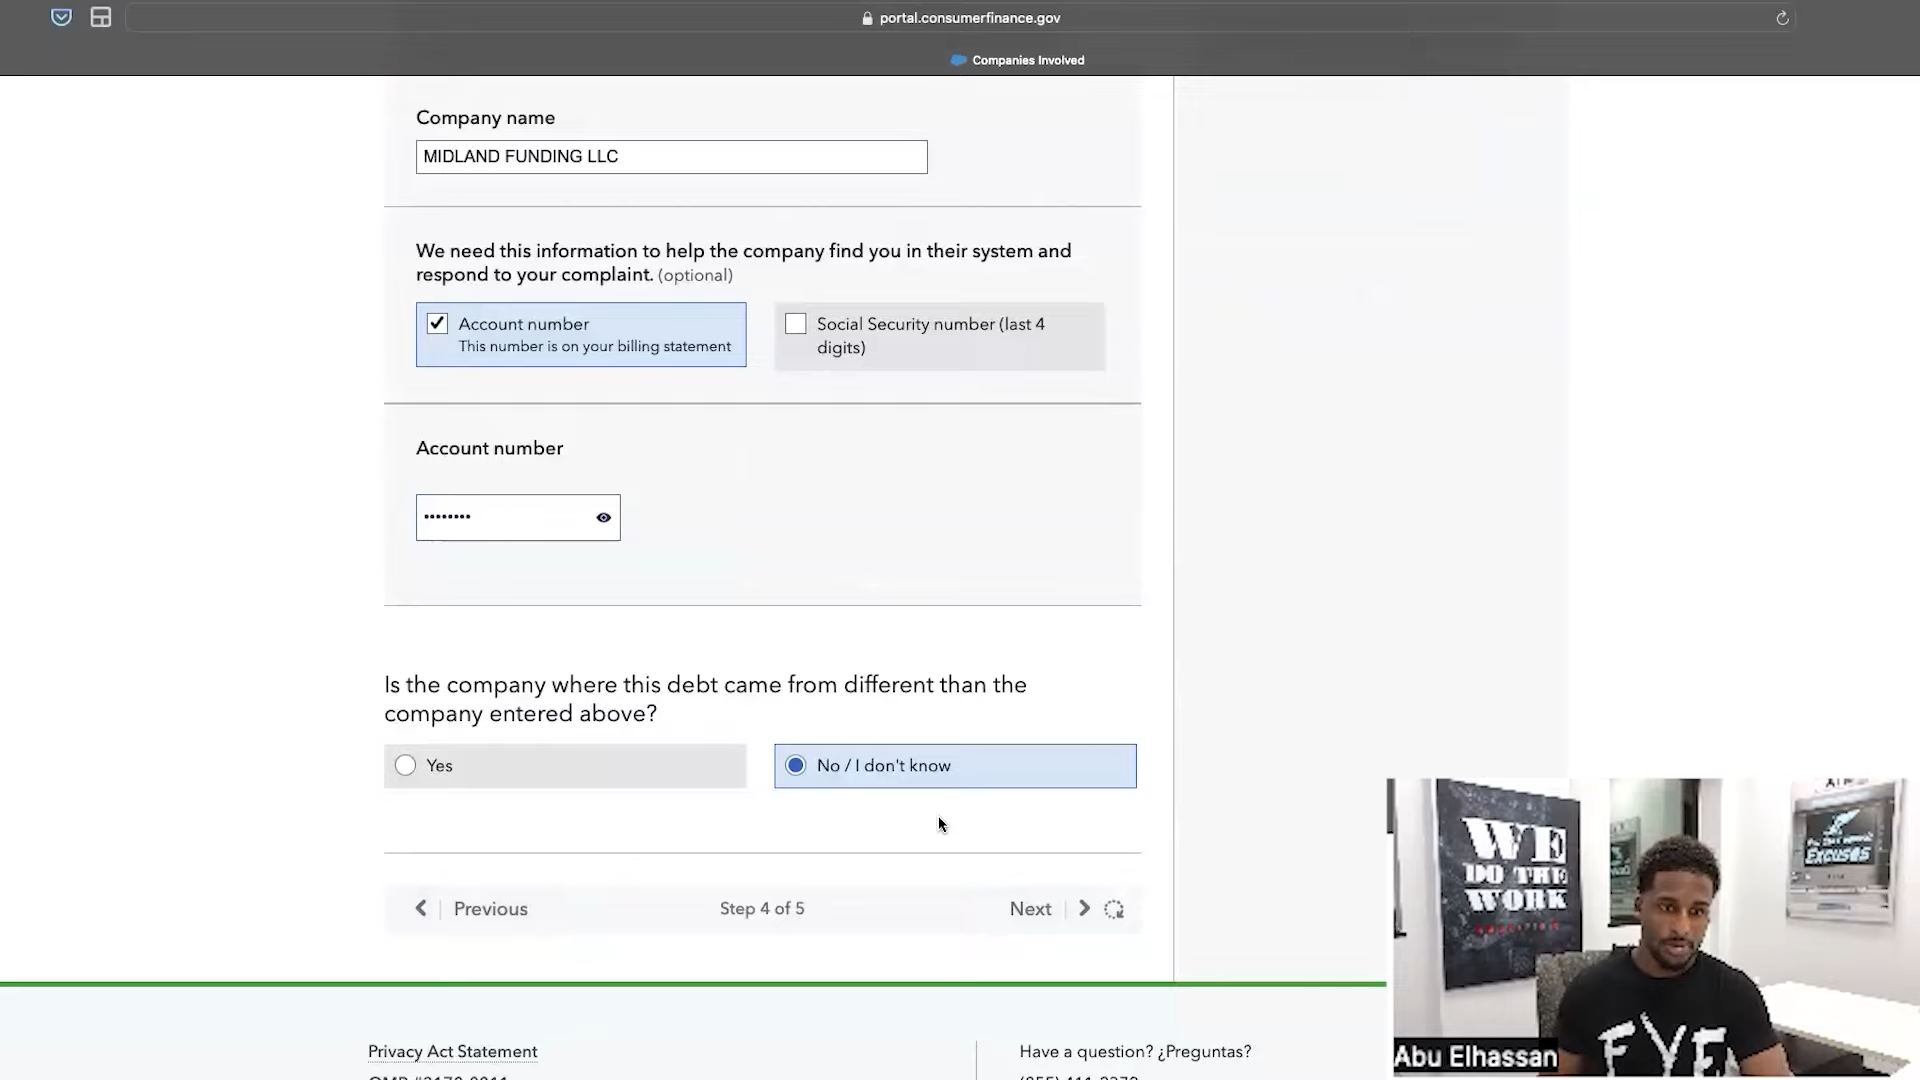 portal.consumerfinance.gov
Companies Involved
Company name
MIDLAND FUNDING LLC
We need this information to help the company find you in their system and
respond to your complaint. (optional)
Account number
This number is on your billing statement
Social Security number (last 4
digits)
Account number
••••••••
Is the company where this debt came from different than the
company entered above?
Yes
No / I don't know
Previous
Step 4 of 5
Next
WE
DO THE
WORK
EXCUSES
EYE
Abu Elhassan
Privacy Act Statement
Have a question? ¿Preguntas?